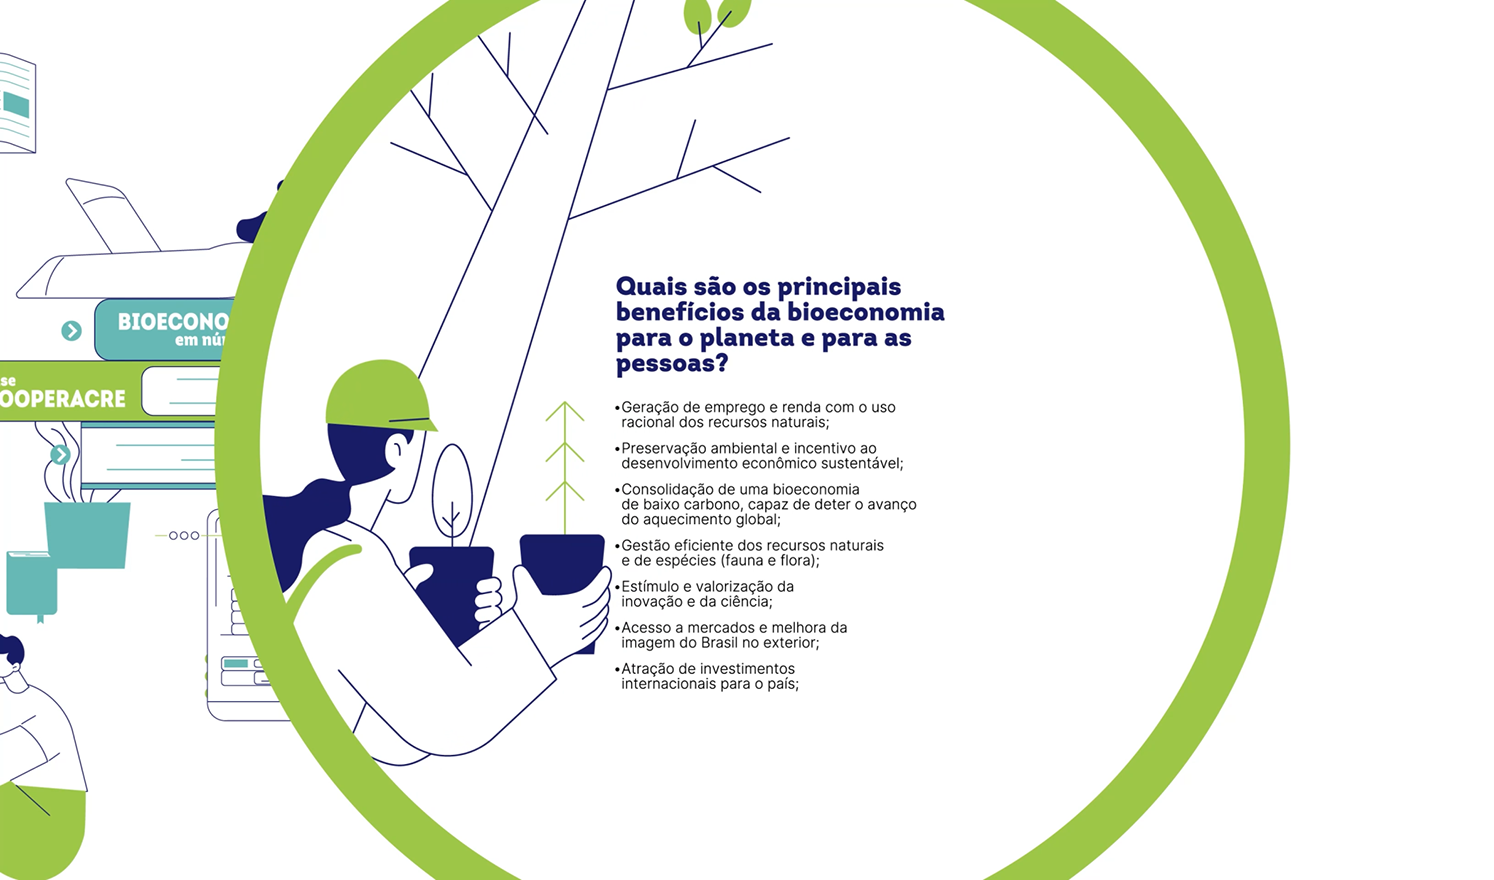 Quais são os principais
benefícios da bioeconomia
para o planeta e para as
pessoas?
•Geração de emprego e renda com o uso
racional dos recursos naturais;
•Preservação ambiental e incentivo ao
desenvolvimento econômico sustentável;
•Consolidação de uma bioeconomia
de baixo carbono, capaz de deter o avanço
do aquecimento global;
•Gestão eficiente dos recursos naturais
e de espécies (fauna e flora);
•Estímulo e valorização da
inovação e da ciência;
•Acesso a mercados e melhora da
imagem do Brasil no exterior;
•Atração de investimentos
internacionais para o país;
BIOECONO
em nú
se
OOPERACRE